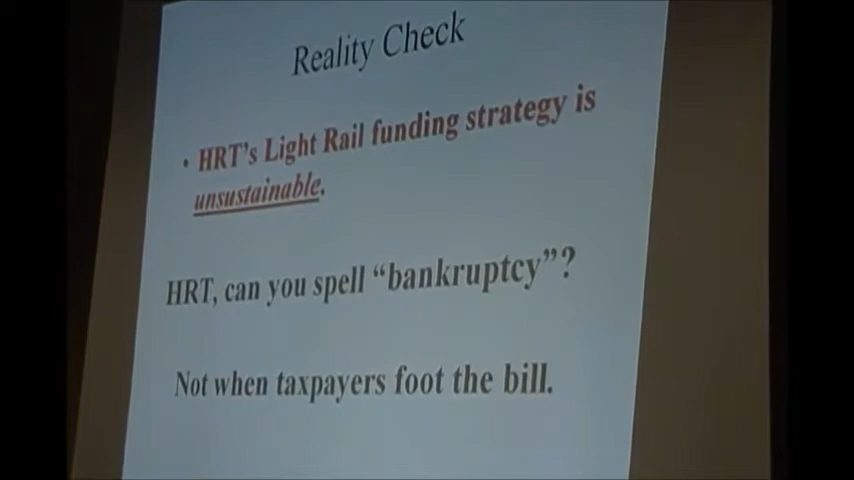 Reality Check
• HRT's Light Rail funding strategy is
unsustainable.
HRT, can you spell “bankruptcy”?
Not when taxpayers foot the bill.